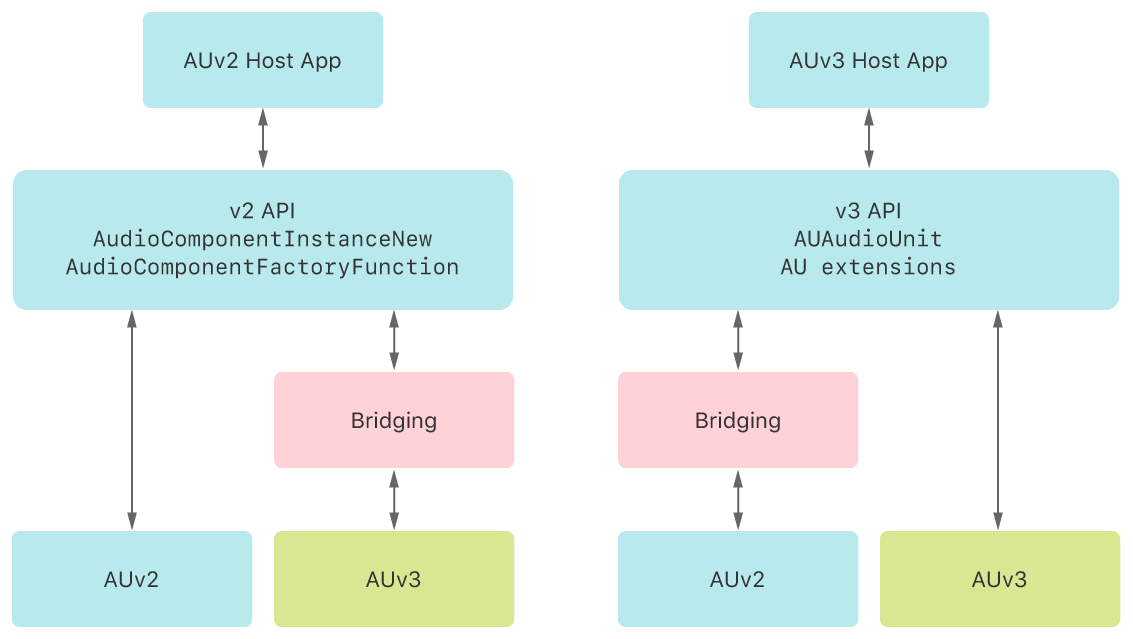 AUv2 Host App
v2 API
AudioComponentInstanceNew
AudioComponentFactoryFunction
Bridging
AUv2
AUv3
AUv3 Host App
v3 API
AUAudioUnit
AU extensions
Bridging
AUv2
AUv3